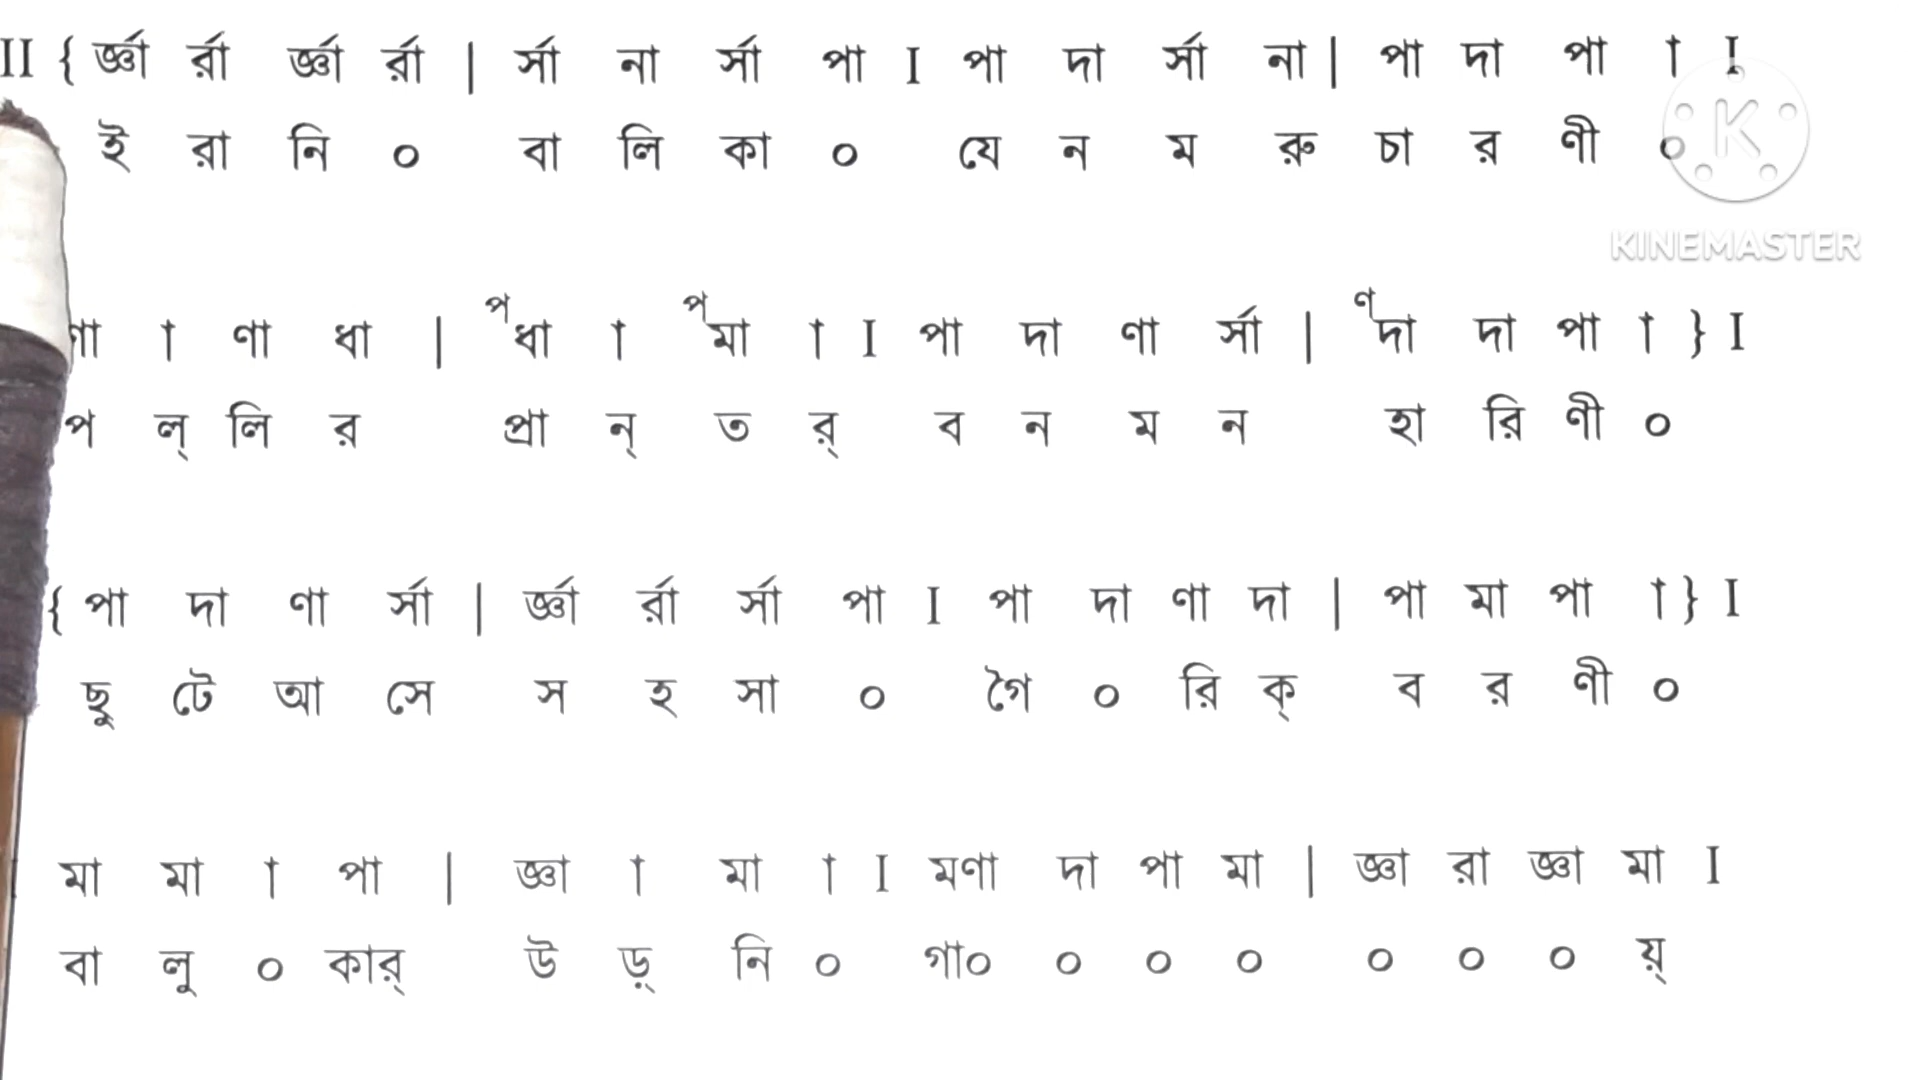 II { র্জ্ঞা র্রা র্জ্ঞা র্রা | র্সা না র্সা পা I পা দা র্সা না | পা দা পা া I
ই রা নি ০ বা লি কা ০ যে ন ম রু চা র ণী ০
KINEMASTER
ণা া ণা ধা | পধা া পমা া I পা দা ণা র্সা | ণদা দা পা া } I
প ল্ লি র প্রা ন্ ত র্ ব ন ম ন হা রি ণী ০
{ পা দা ণা র্সা | র্জ্ঞা র্রা র্সা পা I পা দা ণা দা | পা মা পা া } I
ছু টে আ সে স হ সা ০ গৈ ০ রি ক্ ব র ণী ০
মা মা া পা | জ্ঞা া মা া I মণা দা পা মা | জ্ঞা রা জ্ঞা মা I
বা লু ০ কার্ উ ড়্ নি ০ গা০ ০ ০ ০ ০ ০ ০ য়্